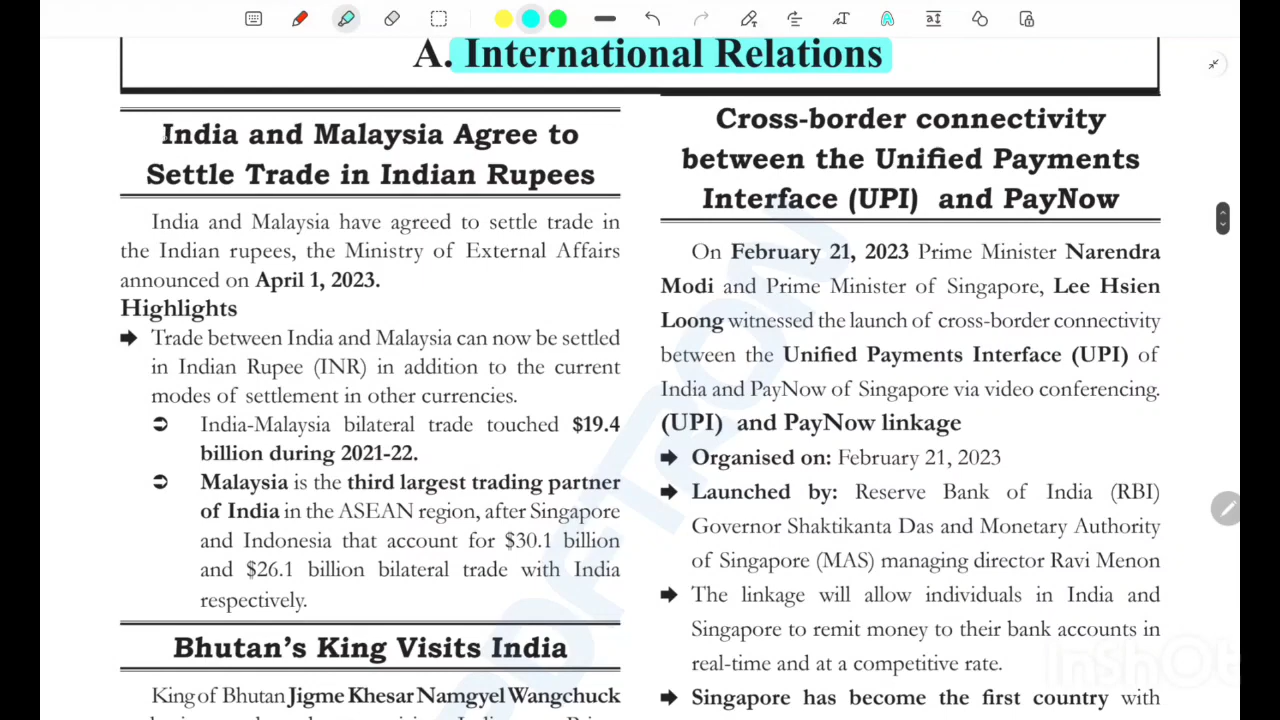 A. International Relations
India and Malaysia Agree to
Settle Trade in Indian Rupees
India and Malaysia have agreed to settle trade in
the Indian rupees, the Ministry of External Affairs
announced on April 1, 2023.
Highlights
Trade between India and Malaysia can now be settled
in Indian Rupee (INR) in addition to the current
modes of settlement in other currencies.
India-Malaysia bilateral trade touched $19.4
billion during 2021-22.
Malaysia is the third largest trading partner
of India in the ASEAN region, after Singapore
and Indonesia that account for $30.1 billion
and $26.1 billion bilateral trade with India
respectively.
Bhutan's King Visits India
King of Bhutan Jigme Khesar Namgyel Wangchuck
Cross-border connectivity
between the Unified Payments
Interface (UPI) and PayNow
On February 21, 2023 Prime Minister Narendra
Modi and Prime Minister of Singapore, Lee Hsien
Loong witnessed the launch of cross-border connectivity
between the Unified Payments Interface (UPI) of
India and PayNow of Singapore via video conferencing.
(UPI) and PayNow linkage
Organised on: February 21, 2023
Launched by: Reserve Bank of India (RBI)
Governor Shaktikanta Das and Monetary Authority
of Singapore (MAS) managing director Ravi Menon
The linkage will allow individuals in India and
Singapore to remit money to their bank accounts in
real-time and at a competitive rate.
Singapore has become the first country with